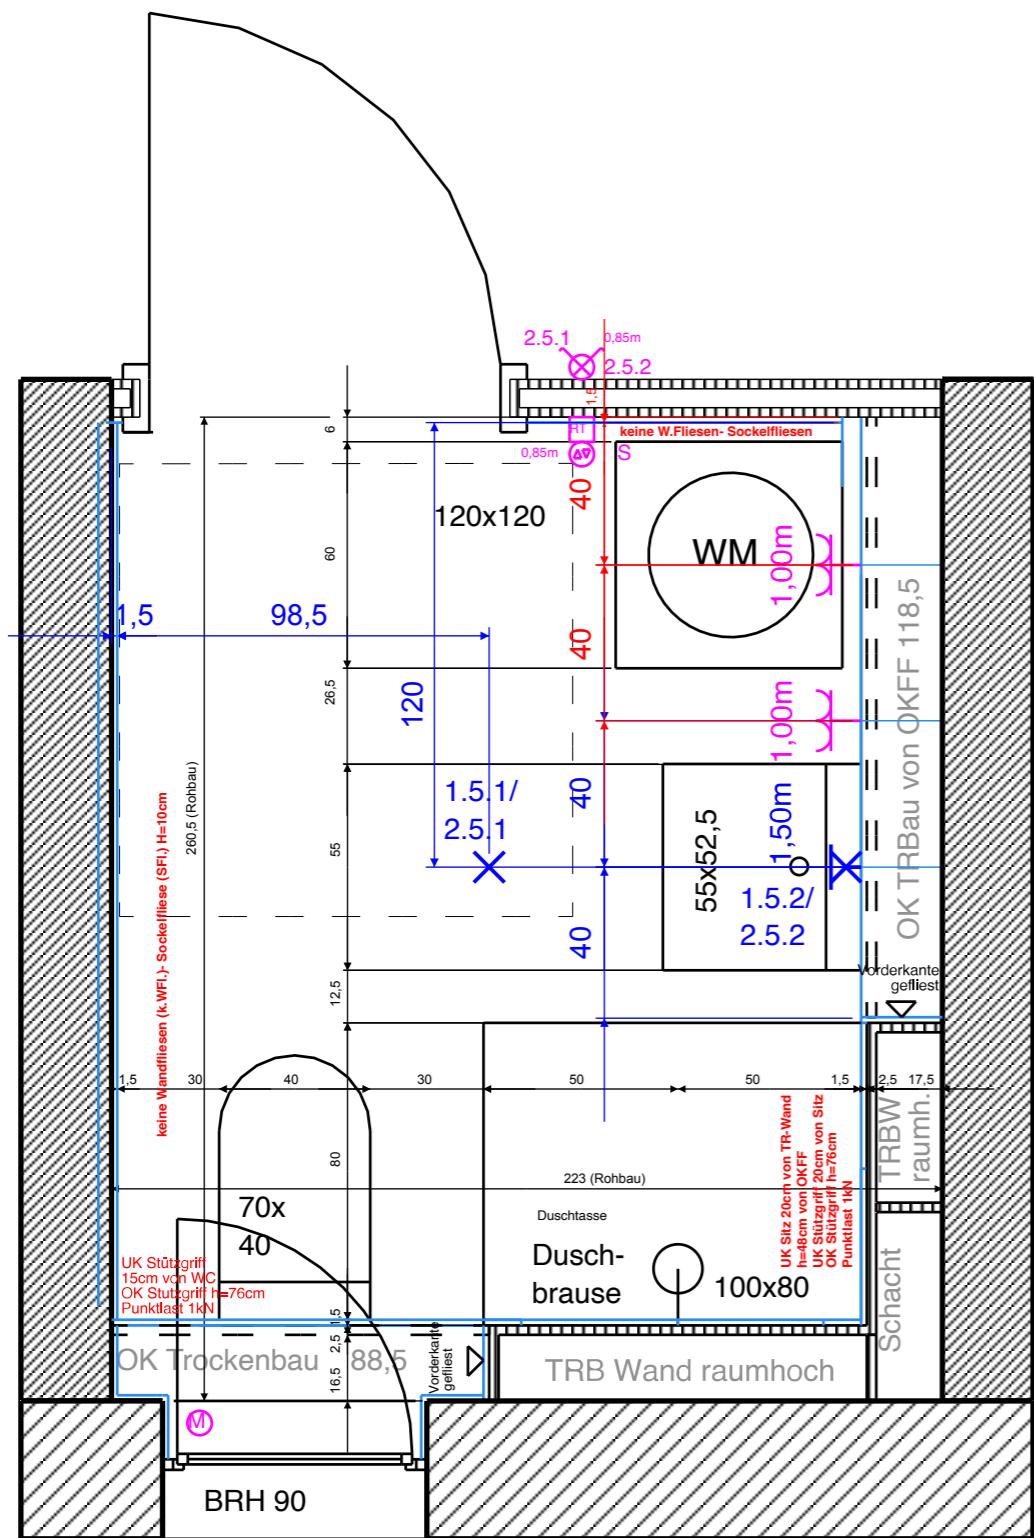 2.5.1
0,85m
2.5.2
1,5
RT
keine W.Fliesen- Sockelfliesen
0,85m
S
6
40
120x120
WM
1,00m
60
1,5
98,5
40
26,5
120
1,00m
OK TRBau von OKFF 118,5
260,5 (Rohbau)
keine Wandfliesen (k.WFl.)- Sockelfliese (SFl.) H=10cm
1.5.1/
2.5.1
40
55
55x52,5
1,50m
1.5.2/
2.5.2
40
12,5
Vorderkante
gefliest
1,5
30
40
30
50
50
1,5
2,5
17,5
TRBW
raumh.
80
223 (Rohbau)
UK Sitz 20cm von TR-Wand
h=48cm von OKFF
UK Stützgriff 20cm von Sitz
OK Stützgriff h=76cm
Punktlast 1kN
70x
40
Duschtasse
Dusch-
brause
100x80
UK Stützgriff
15cm von WC
OK Stutzgriff h=76cm
Punktlast 1kN
Schacht
1,5
2,5
16,5
OK Trockenbau
88,5
Vorderkante
gefliest
TRB Wand raumhoch
M
BRH 90